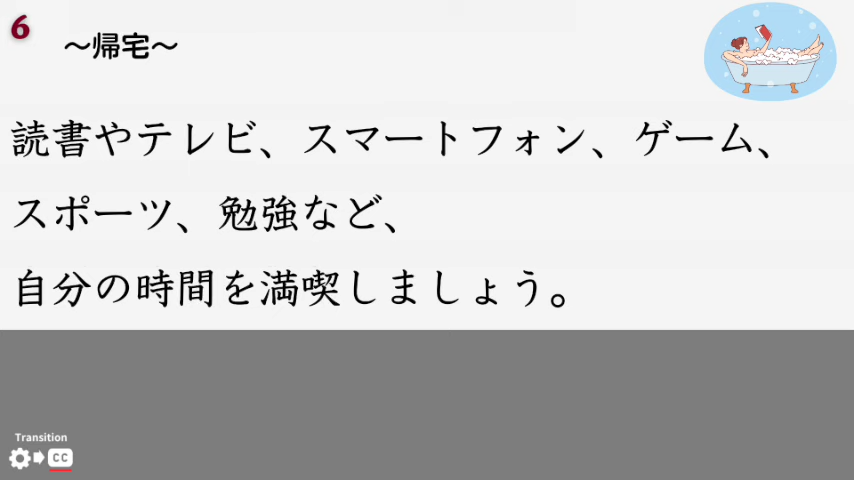 6
～帰宅～
読書やテレビ、スマートフォン、ゲーム、
スポーツ、勉強など、
自分の時間を満喫しましょう。
Transition
CC